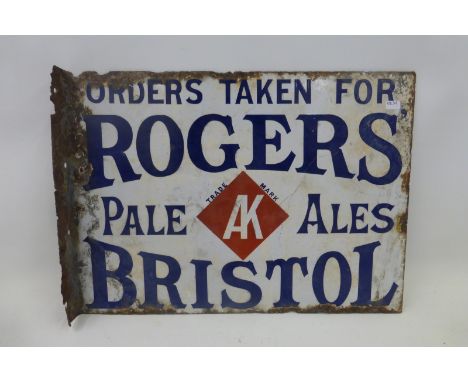 ORDERS TAKEN FOR
ROGERS'
TRADE MARK
PALE AK ALES
BRISTOL